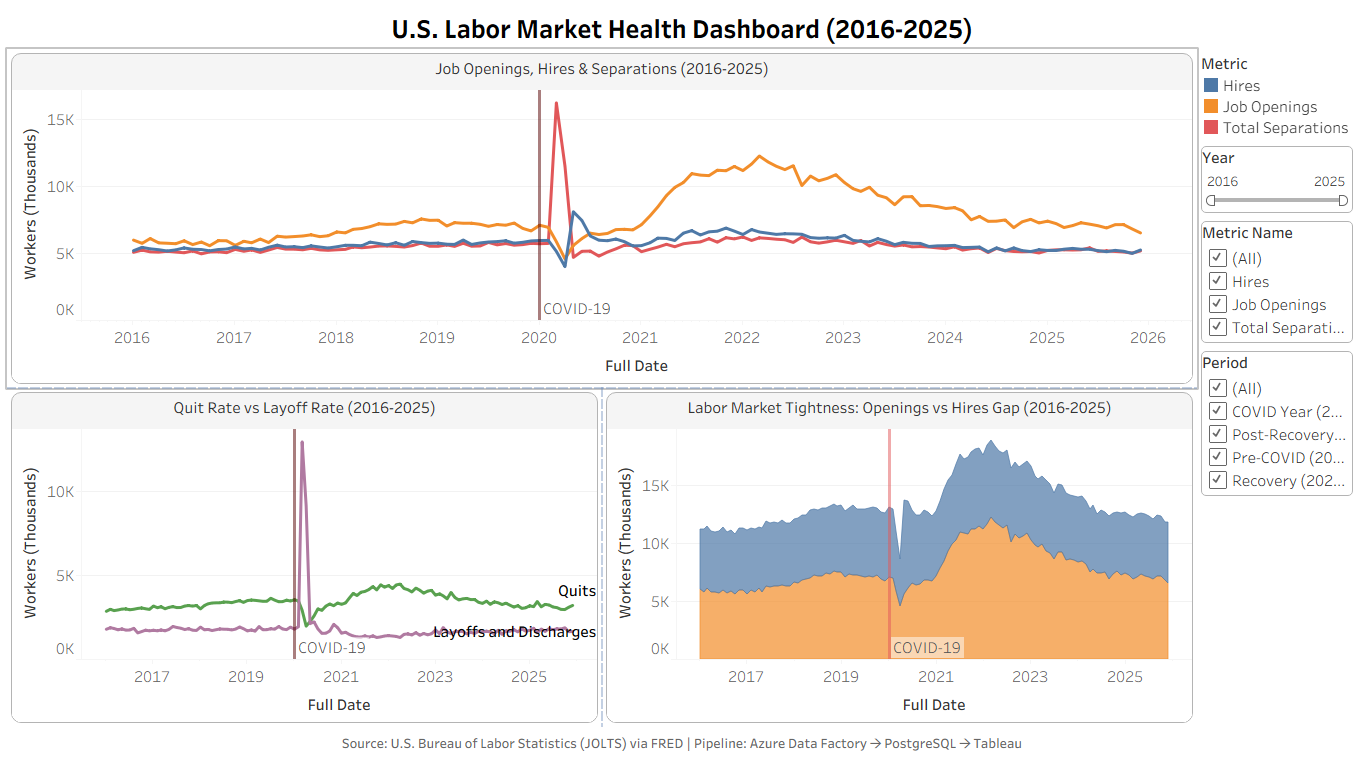 U.S. Labor Market Health Dashboard (2016-2025)
Job Openings, Hires & Separations (2016-2025)
Workers (Thousands)
15K
10K
5K
0K
COVID-19
2016
2017
2018
2019
2020
2021
2022
2023
2024
2025
2026
Full Date
Metric
Hires
Job Openings
Total Separations
Year
2016
2025
Metric Name
(All)
Hires
Job Openings
Total Separati...
Period
(All)
COVID Year (2...
Post-Recovery...
Pre-COVID (20...
Recovery (202...
Quit Rate vs Layoff Rate (2016-2025)
Workers (Thousands)
10K
5K
0K
Quits
Layoffs and Discharges
COVID-19
2017
2019
2021
2023
2025
Full Date
Labor Market Tightness: Openings vs Hires Gap (2016-2025)
Workers (Thousands)
15K
10K
5K
0K
COVID-19
2017
2019
2021
2023
2025
Full Date
Source: U.S. Bureau of Labor Statistics (JOLTS) via FRED | Pipeline: Azure Data Factory → PostgreSQL → Tableau